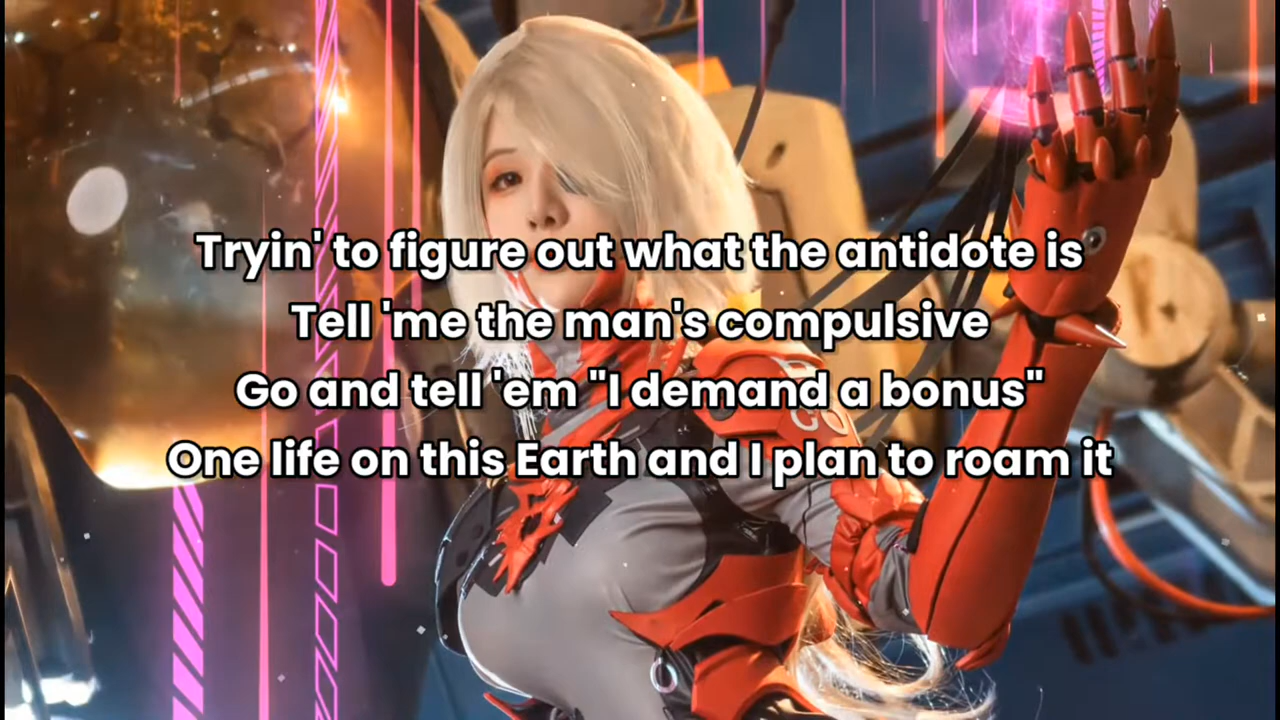 Tryin' to figure out what the antidote is
Tell 'me the man's compulsive
Go and tell 'em "I demand a bonus"
One life on this Earth and I plan to roam it